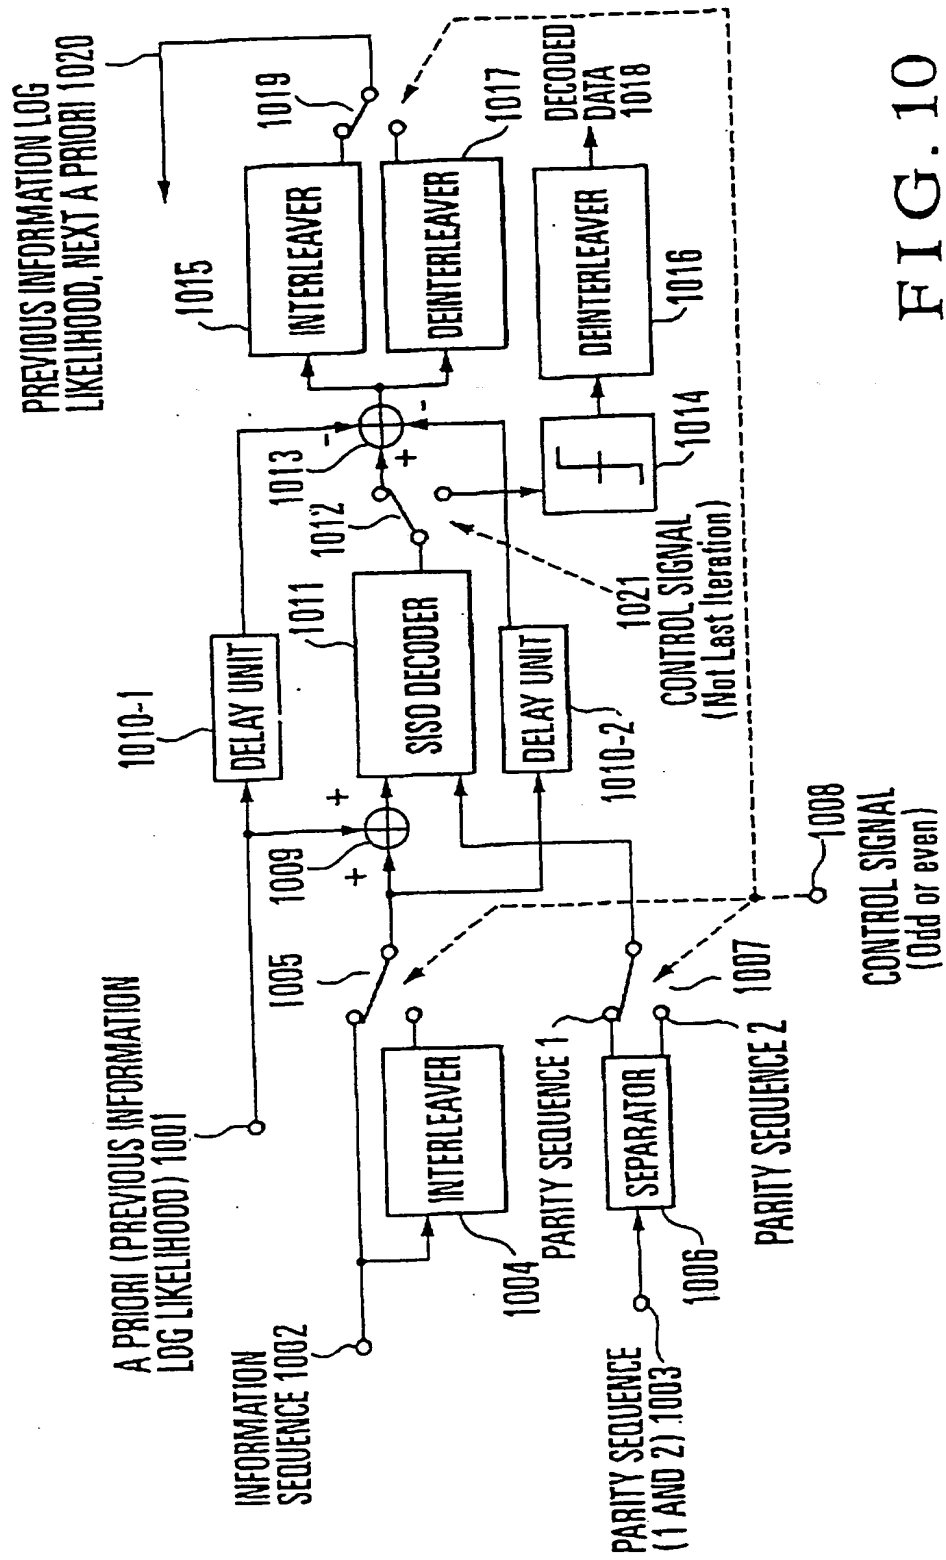 A PRIORI (PREVIOUS INFORMATION
LOG LIKELIHOOD) 1001
INFORMATION
SEQUENCE 1002
PARITY SEQUENCE
(1 AND 2) 1003
INTERLEAVER
1004
1005
SEPARATOR
1006
PARITY SEQUENCE 1
PARITY SEQUENCE 2
1007
CONTROL SIGNAL
(Odd or even)
1008
1009
+
+
DELAY UNIT
1010-1
DELAY UNIT
1010-2
SISO DECODER
1011
1012
1013
-
+
-
1014
CONTROL SIGNAL
(Not Last Iteration)
1021
INTERLEAVER
1015
DEINTERLEAVER
1017
DEINTERLEAVER
1016
DECODED
DATA
1018
1019
PREVIOUS INFORMATION LOG
LIKELIHOOD, NEXT A PRIORI 1020
FIG. 10